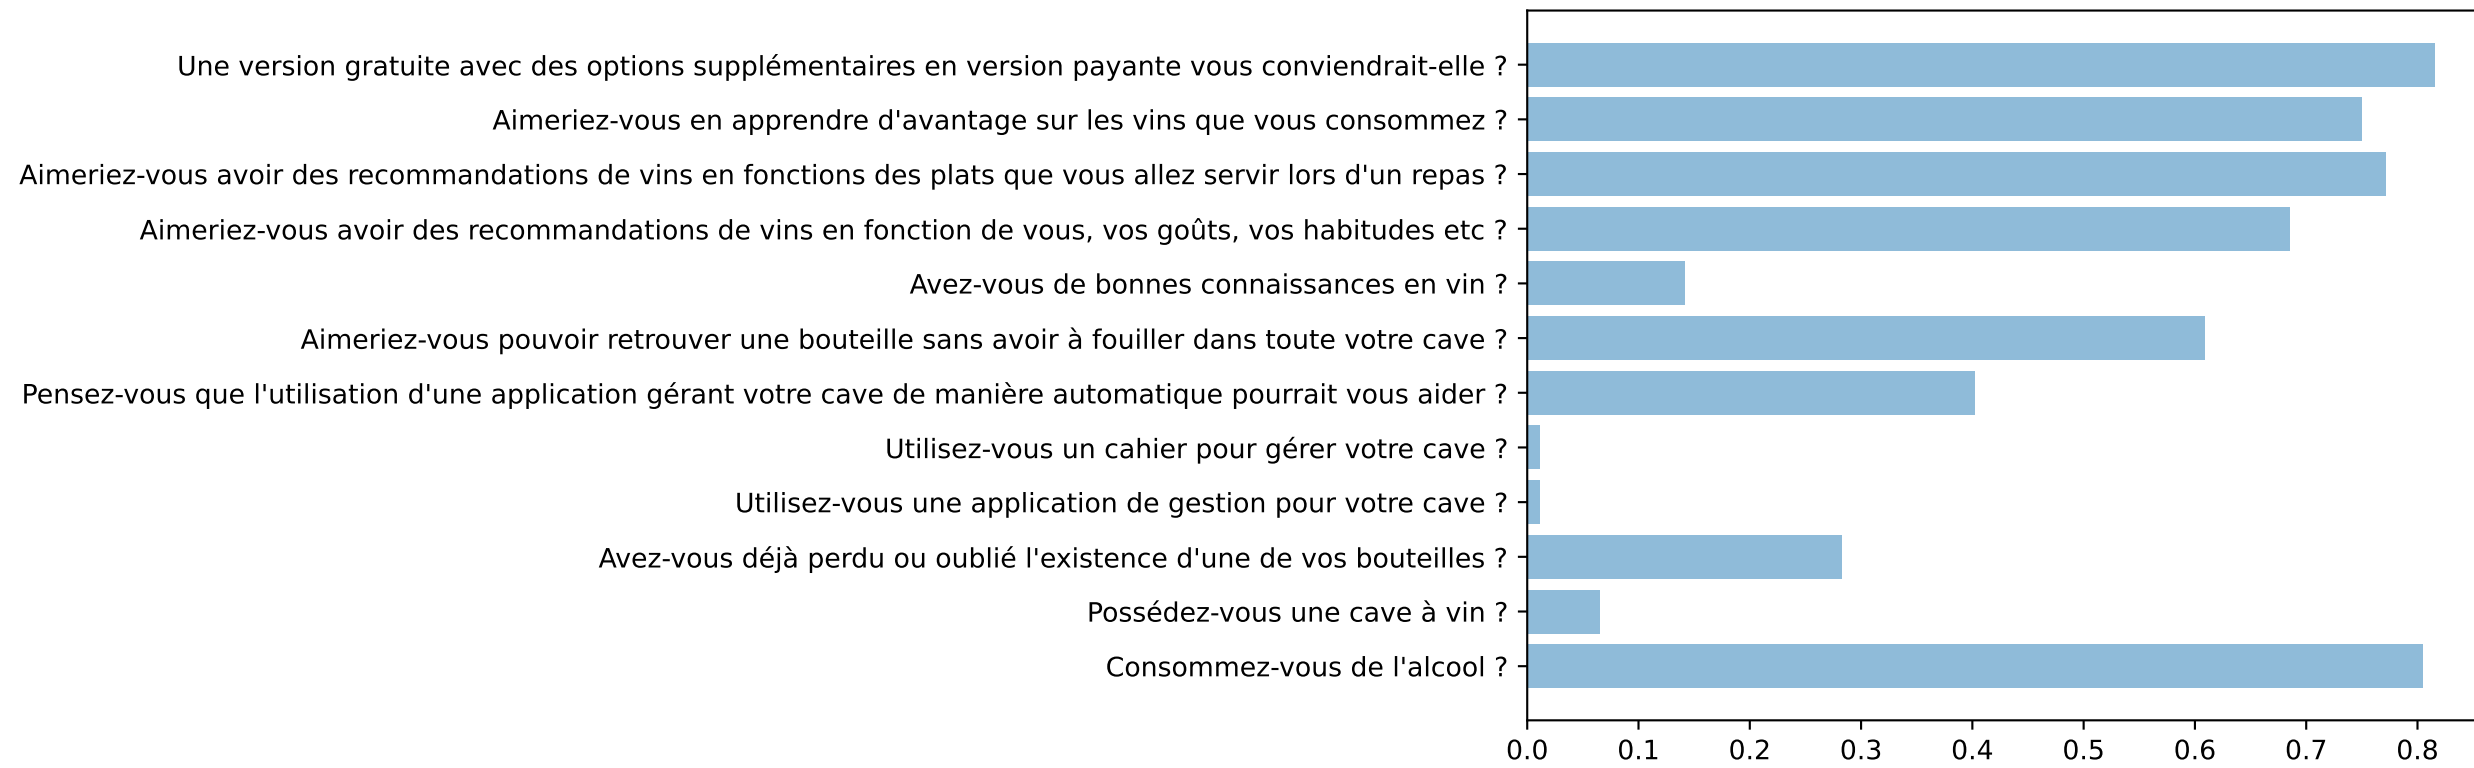 Une version gratuite avec des options supplémentaires en version payante vous conviendrait-elle ?
Aimeriez-vous en apprendre d'avantage sur les vins que vous consommez ?
Aimeriez-vous avoir des recommandations de vins en fonctions des plats que vous allez servir lors d'un repas ?
Aimeriez-vous avoir des recommandations de vins en fonction de vous, vos goûts, vos habitudes etc ?
Avez-vous de bonnes connaissances en vin ?
Aimeriez-vous pouvoir retrouver une bouteille sans avoir à fouiller dans toute votre cave ?
Pensez-vous que l'utilisation d'une application gérant votre cave de manière automatique pourrait vous aider ?
Utilisez-vous un cahier pour gérer votre cave ?
Utilisez-vous une application de gestion pour votre cave ?
Avez-vous déjà perdu ou oublié l'existence d'une de vos bouteilles ?
Possédez-vous une cave à vin ?
Consommez-vous de l'alcool ?
0.0 0.1 0.2 0.3 0.4 0.5 0.6 0.7 0.8